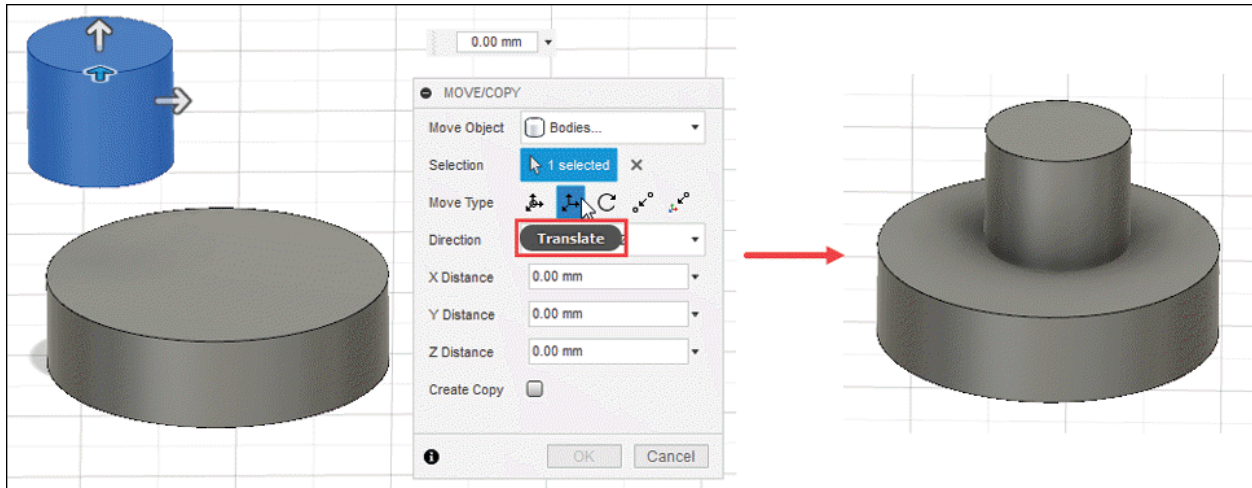 0.00 mm
MOVE/COPY
Move Object Bodies...
Selection 1 selected
Move Type
Direction Translate
X Distance 0.00 mm
Y Distance 0.00 mm
Z Distance 0.00 mm
Create Copy
OK Cancel